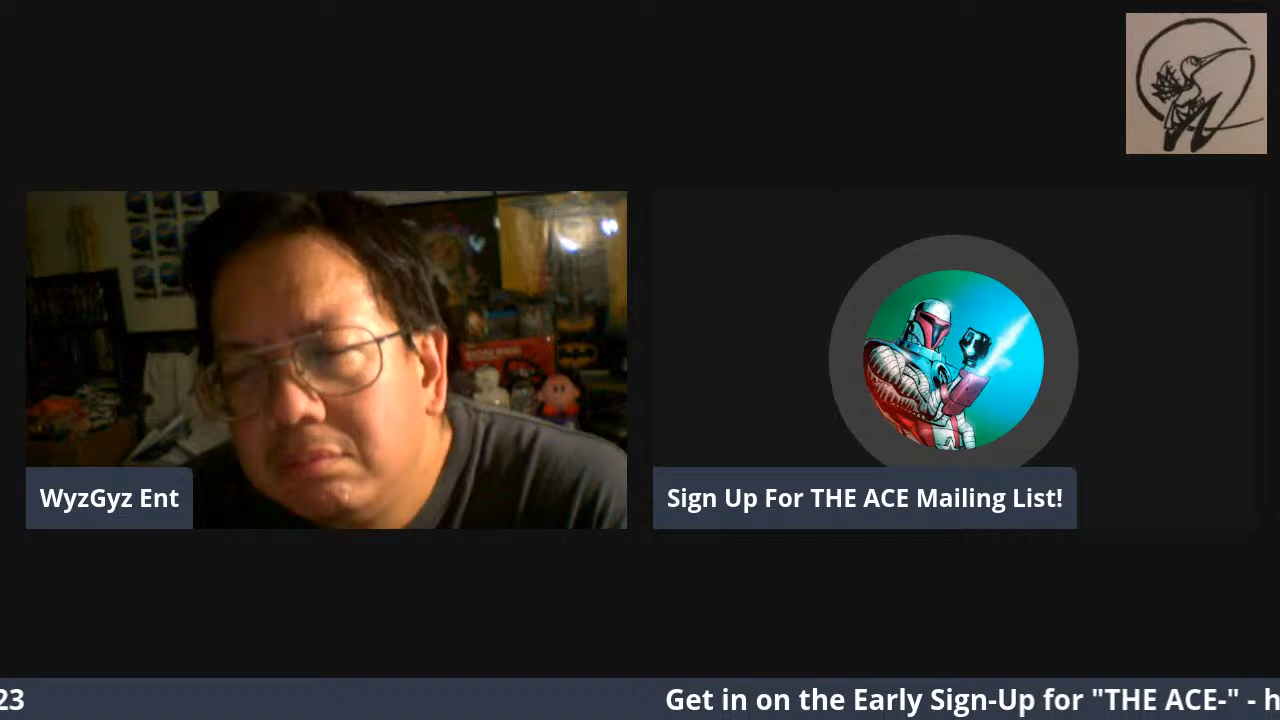 WyzGyz Ent
Sign Up For THE ACE Mailing List!
23
Get in on the Early Sign-Up for "THE ACE-" - h